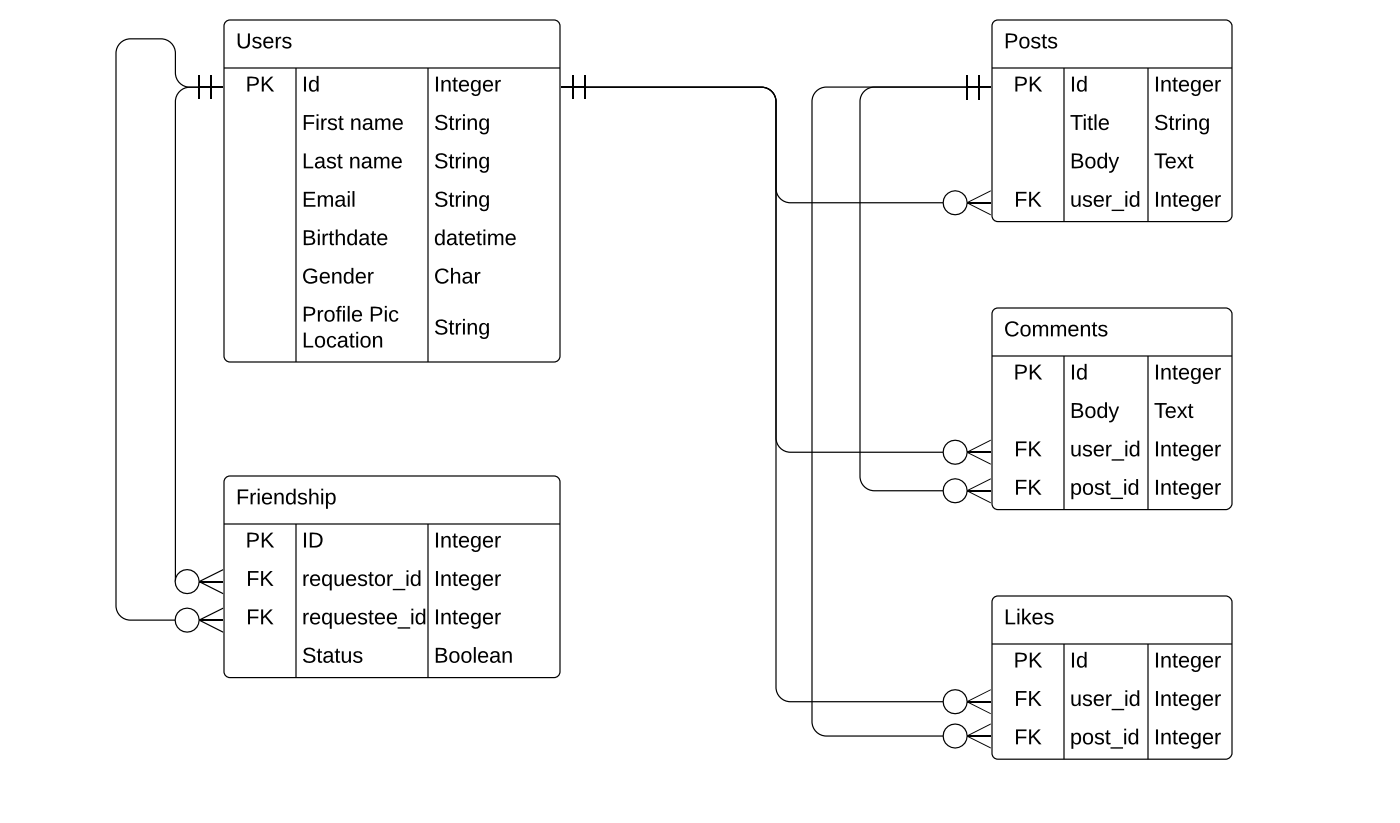 Users
PK Id Integer
First name String
Last name String
Email String
Birthdate datetime
Gender Char
Profile Pic
Location
String
Friendship
PK ID Integer
FK requestor_id Integer
FK requestee_id Integer
Status Boolean
Posts
PK Id Integer
Title String
Body Text
FK user_id Integer
Comments
PK Id Integer
Body Text
FK user_id Integer
FK post_id Integer
Likes
PK Id Integer
FK user_id Integer
FK post_id Integer